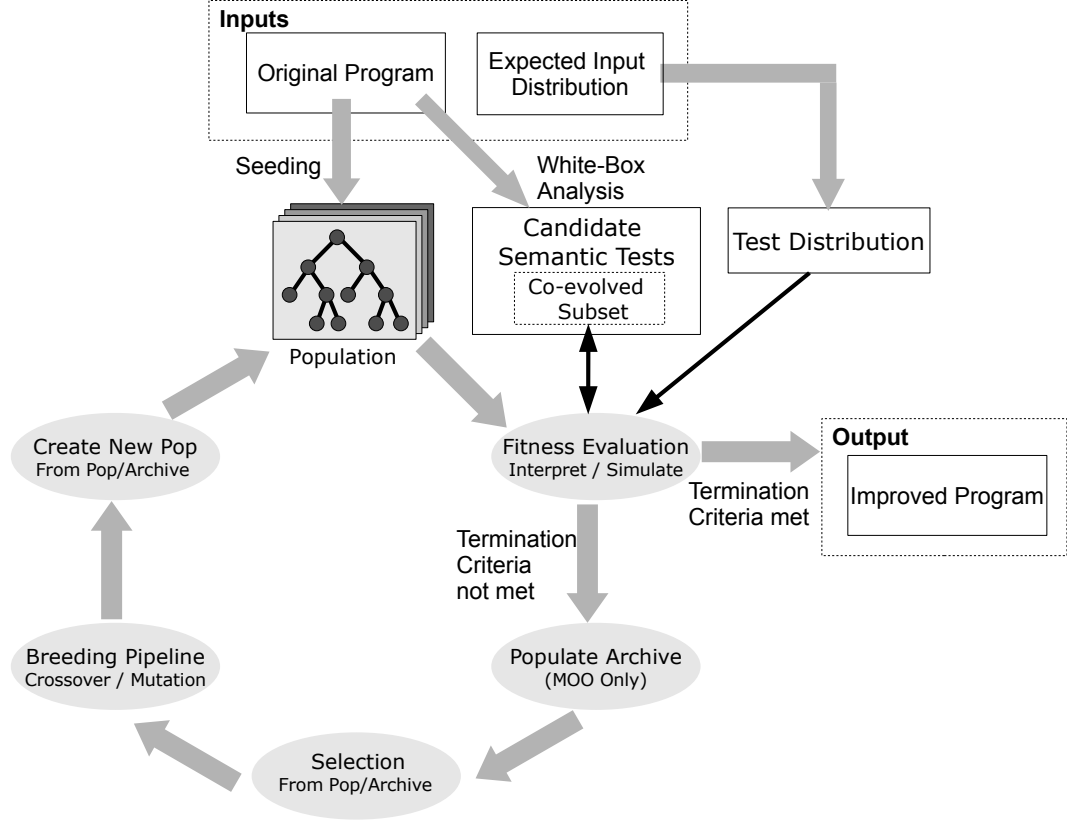 Inputs
Original Program
Expected Input
Distribution
Seeding
White-Box
Analysis
Candidate
Semantic Tests
Co-evolved
Subset
Test Distribution
Population
Create New Pop
From Pop/Archive
Fitness Evaluation
Interpret / Simulate
Output
Improved Program
Termination
Criteria met
Termination
Criteria
not met
Breeding Pipeline
Crossover / Mutation
Populate Archive
(MOO Only)
Selection
From Pop/Archive